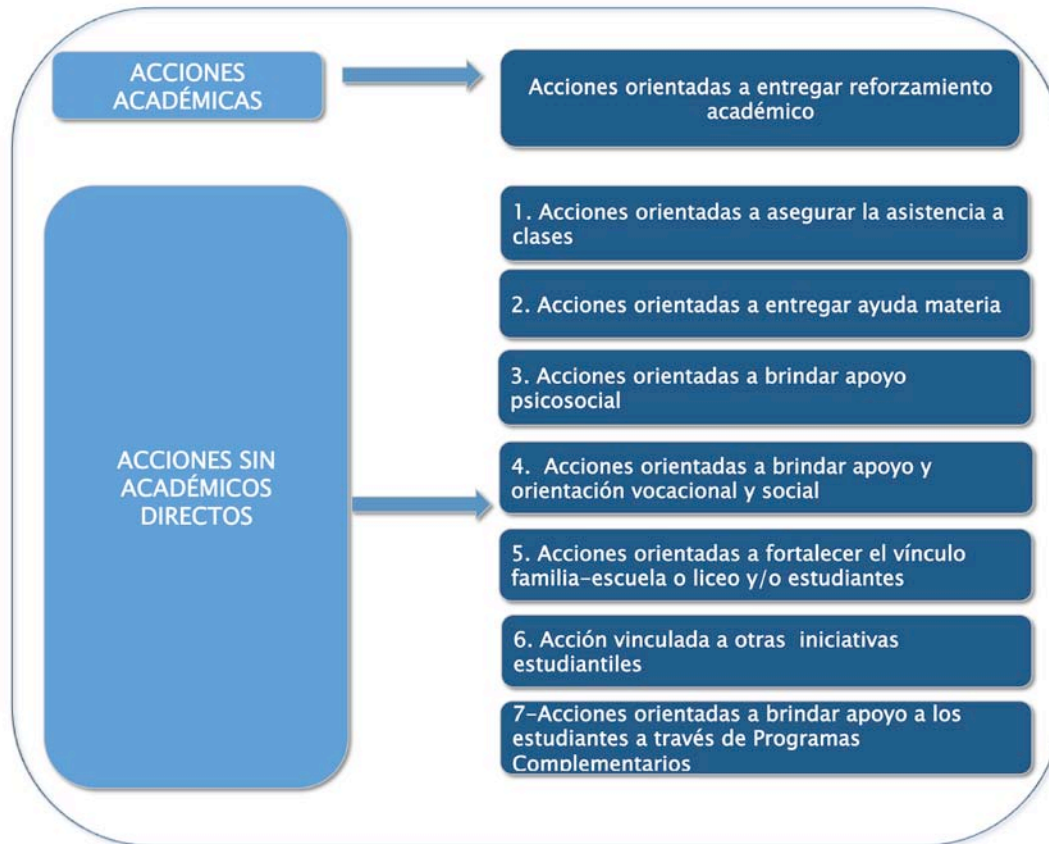 ACCIONES
ACADÉMICAS
Acciones orientadas a entregar reforzamiento
académico
ACCIONES SIN
ACADÉMICOS
DIRECTOS
1. Acciones orientadas a asegurar la asistencia a
clases
2. Acciones orientadas a entregar ayuda materia
3. Acciones orientadas a brindar apoyo
psicosocial
4. Acciones orientadas a brindar apoyo y
orientación vocacional y social
5. Acciones orientadas a fortalecer el vínculo
familia-escuela o liceo y/o estudiantes
6. Acción vinculada a otras iniciativas
estudiantiles
7-Acciones orientadas a brindar apoyo a los
estudiantes a través de Programas
Complementarios